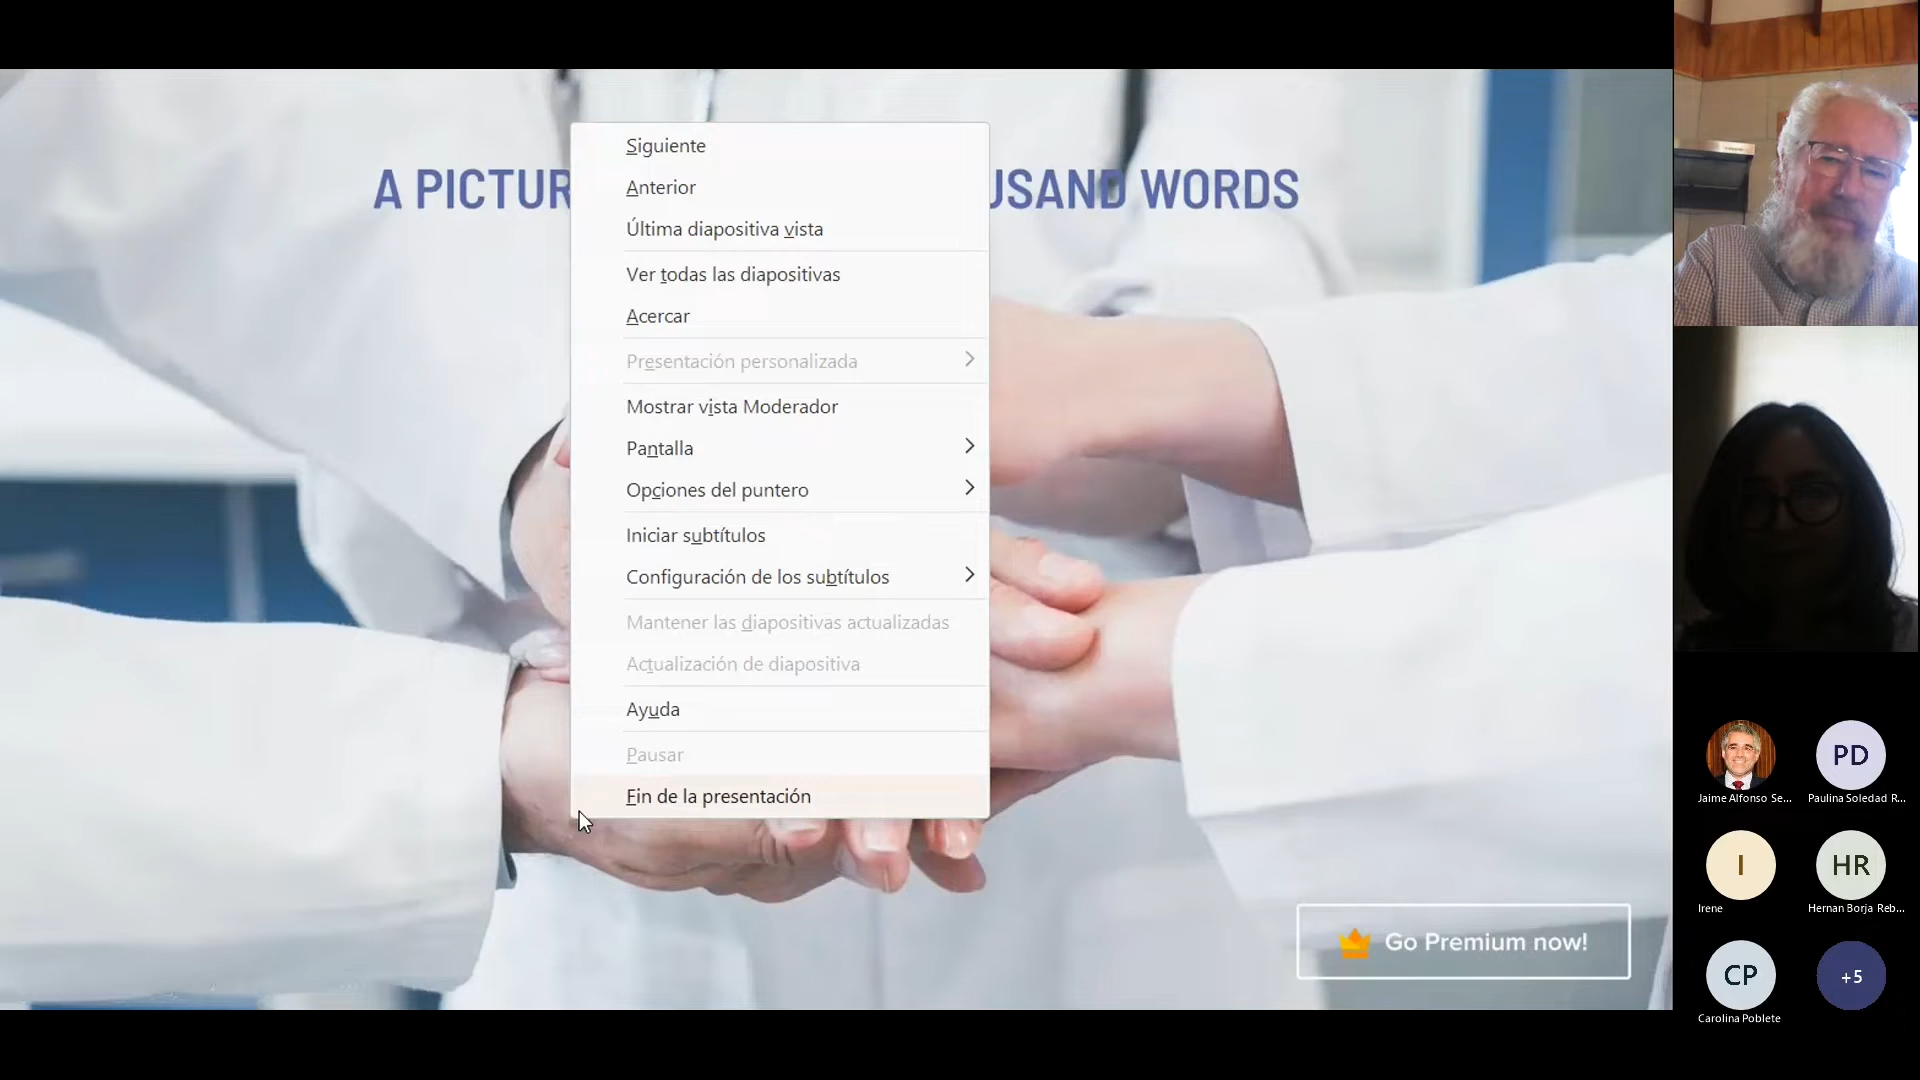 A PICTUR
USAND WORDS
Siguiente
Anterior
Última diapositiva vista
Ver todas las diapositivas
Acercar
Presentación personalizada
Mostrar vista Moderador
Pantalla
Opciones del puntero
Iniciar subtítulos
Configuración de los subtítulos
Mantener las diapositivas actualizadas
Actualización de diapositiva
Ayuda
Pausar
Fin de la presentación
Go Premium now!
Jaime Alfonso Se...
PD
Paulina Soledad R...
I
Irene
HR
Hernan Borja Reb...
CP
Carolina Poblete
+5